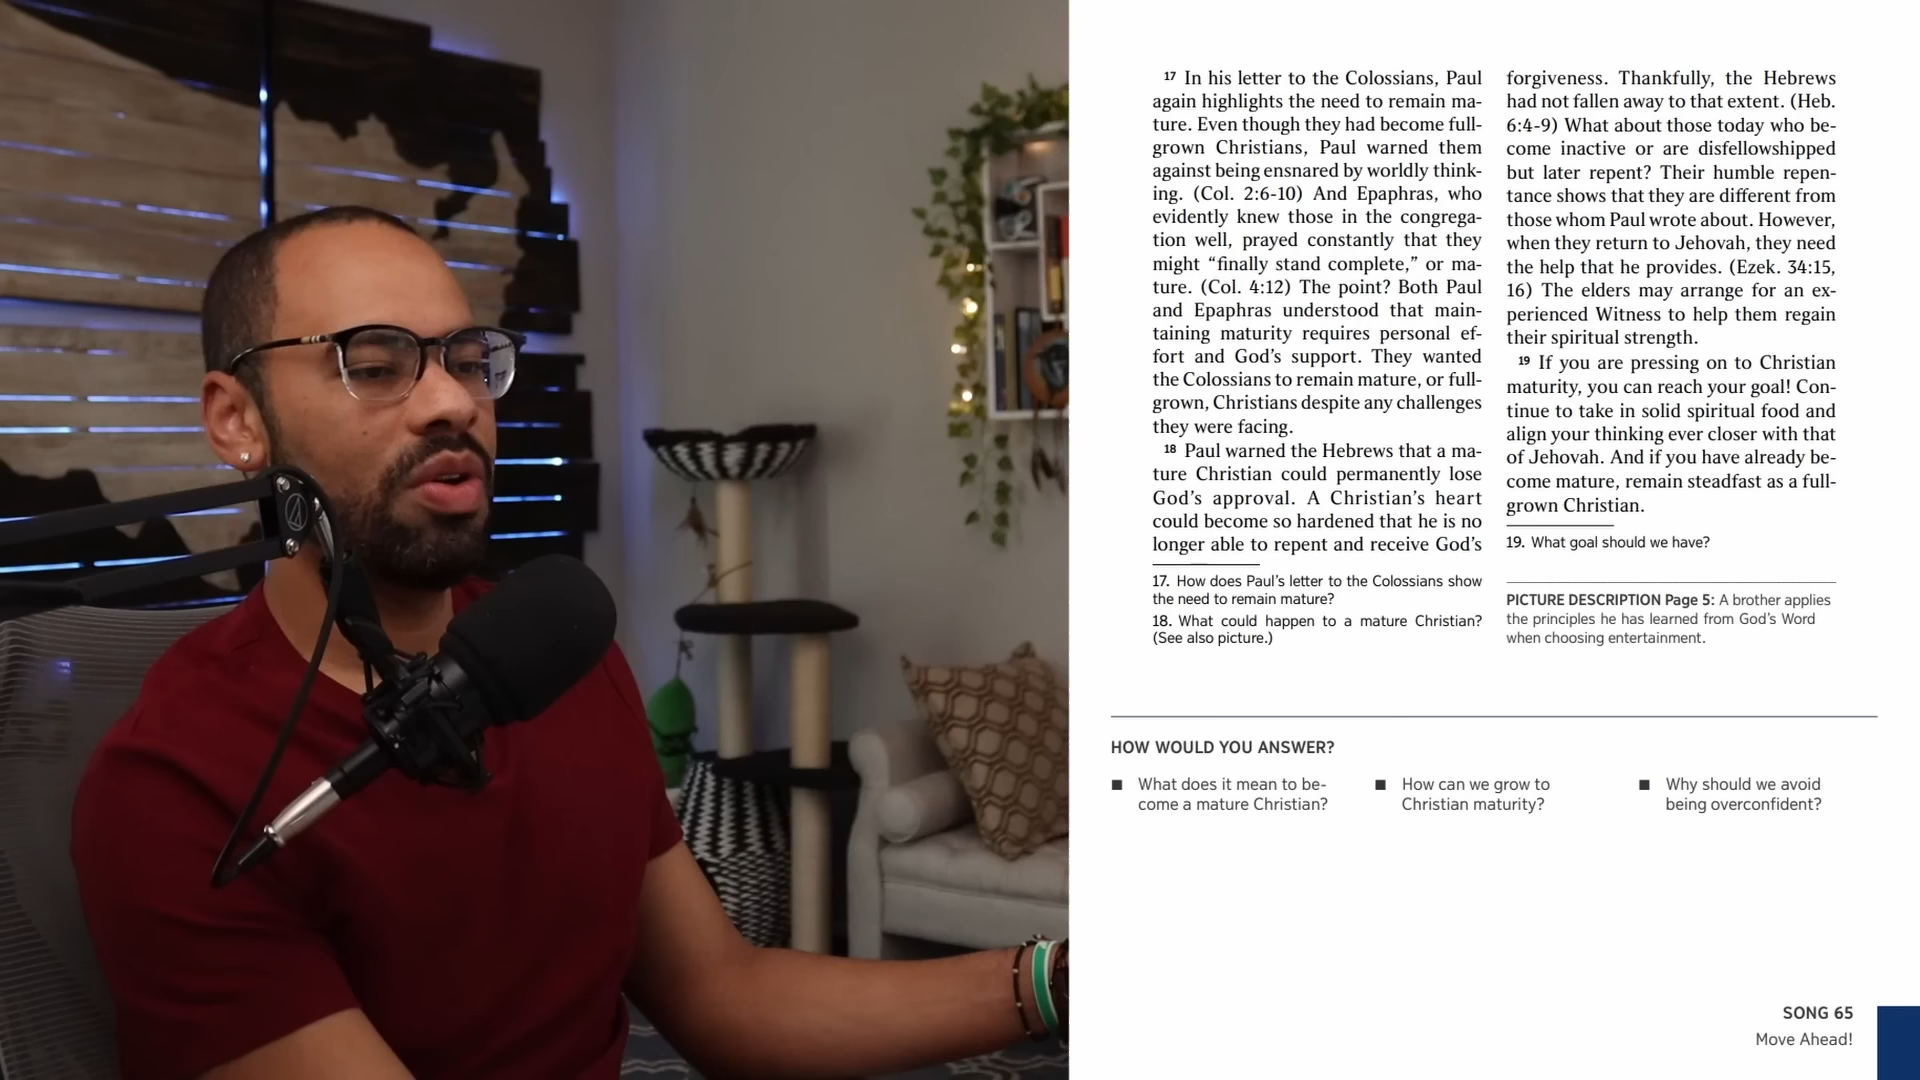 17 In his letter to the Colossians, Paul
again highlights the need to remain ma-
ture. Even though they had become full-
grown Christians, Paul warned them
against being ensnared by worldly think-
ing. (Col. 2:6-10) And Epaphras, who
evidently knew those in the congrega-
tion well, prayed constantly that they
might “finally stand complete,” or ma-
ture. (Col. 4:12) The point? Both Paul
and Epaphras understood that main-
taining maturity requires personal ef-
fort and God’s support. They wanted
the Colossians to remain mature, or full-
grown, Christians despite any challenges
they were facing.
18 Paul warned the Hebrews that a ma-
ture Christian could permanently lose
God’s approval. A Christian’s heart
could become so hardened that he is no
longer able to repent and receive God’s
17. How does Paul’s letter to the Colossians show
the need to remain mature?
18. What could happen to a mature Christian?
(See also picture.)
forgiveness. Thankfully, the Hebrews
had not fallen away to that extent. (Heb.
6:4-9) What about those today who be-
come inactive or are disfellowshipped
but later repent? Their humble repen-
tance shows that they are different from
those whom Paul wrote about. However,
when they return to Jehovah, they need
the help that he provides. (Ezek. 34:15,
16) The elders may arrange for an ex-
perienced Witness to help them regain
their spiritual strength.
19 If you are pressing on to Christian
maturity, you can reach your goal! Con-
tinue to take in solid spiritual food and
align your thinking ever closer with that
of Jehovah. And if you have already be-
come mature, remain steadfast as a full-
grown Christian.
19. What goal should we have?
PICTURE DESCRIPTION Page 5: A brother applies
the principles he has learned from God’s Word
when choosing entertainment.
HOW WOULD YOU ANSWER?
■ What does it mean to be-
come a mature Christian?
■ How can we grow to
Christian maturity?
■ Why should we avoid
being overconfident?
SONG 65
Move Ahead!